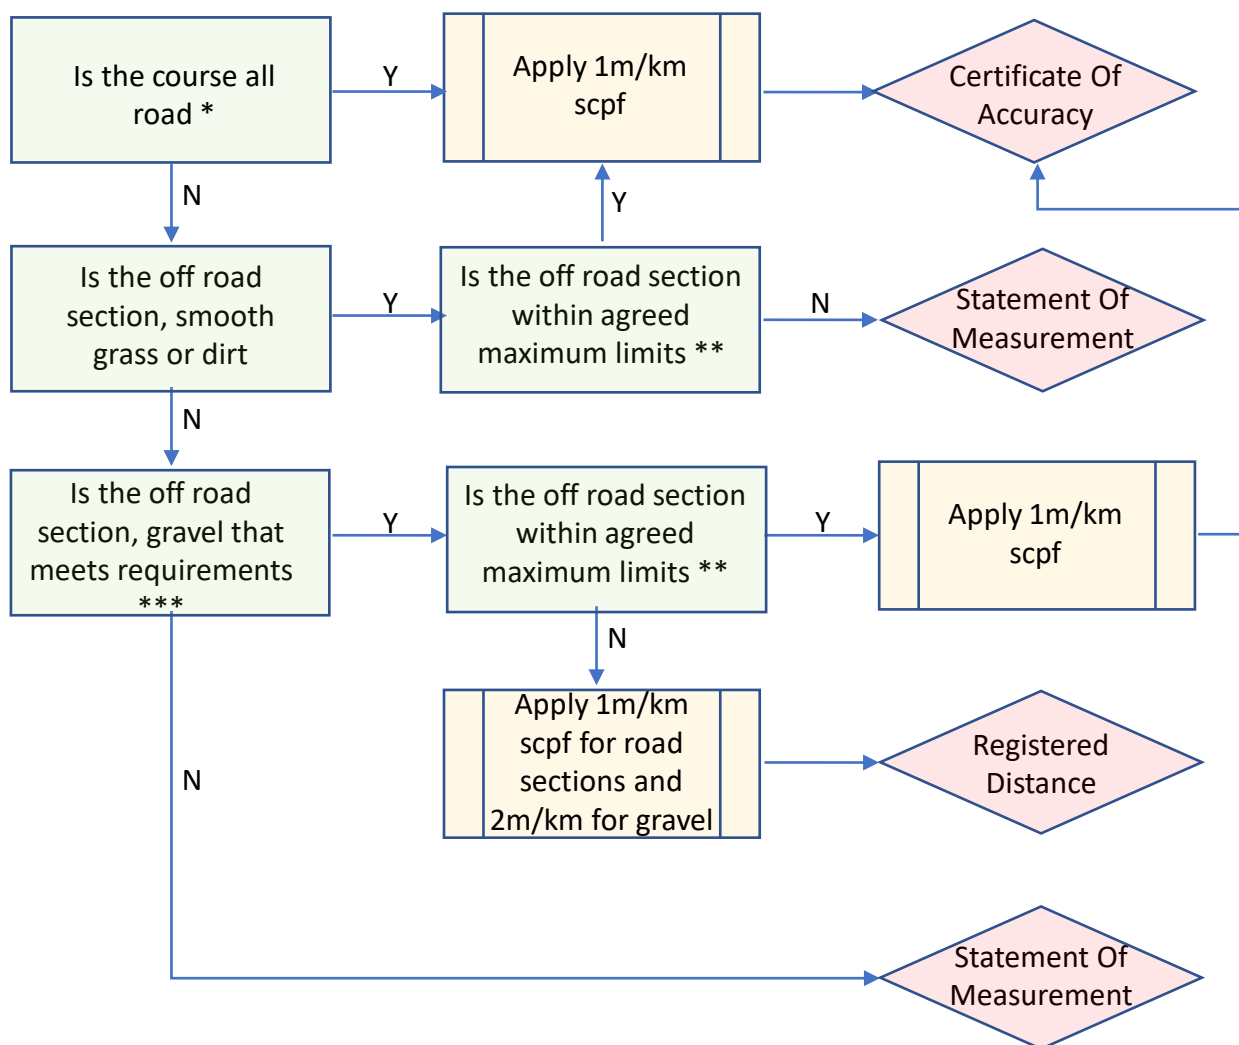 Is the course all
road *
Y
Apply 1m/km
scpf
Certificate Of
Accuracy
N
Y
Is the off road
section, smooth
grass or dirt
Y
Is the off road section
within agreed
maximum limits **
N
Statement Of
Measurement
N
Is the off road
section, gravel that
meets requirements
***
Y
Is the off road section
within agreed
maximum limits **
Y
Apply 1m/km
scpf
N
Apply 1m/km
scpf for road
sections and
2m/km for gravel
Registered
Distance
N
Statement Of
Measurement